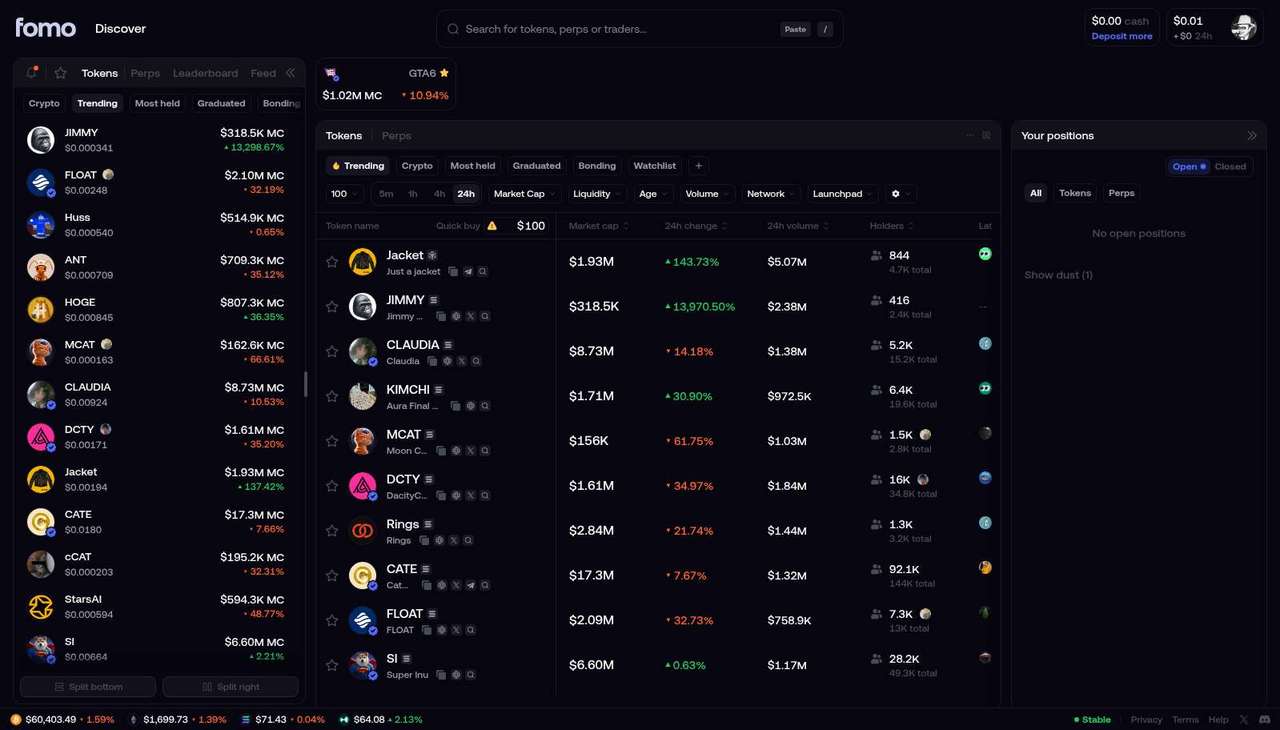 fomo
Discover
Search for tokens, perps or traders...
Paste
/
$0.00 cash
Deposit more
$0.01
+$0 24h
Tokens Perps Leaderboard Feed
Crypto Trending Most held Graduated Bonding
JIMMY $318.5K MC
$0.000341 13,298.67%
FLOAT $2.10M MC
$0.00248 32.19%
Huss $514.9K MC
$0.000540 0.65%
ANT $709.3K MC
$0.000709 35.12%
HOGE $807.3K MC
$0.000845 36.35%
MCAT $162.6K MC
$0.000163 66.61%
CLAUDIA $8.73M MC
$0.00924 10.53%
DCTY $1.61M MC
$0.00171 35.20%
Jacket $1.93M MC
$0.00194 137.42%
CATE $17.3M MC
$0.0180 7.66%
cCAT $195.2K MC
$0.000203 32.31%
StarsAI $594.3K MC
$0.000594 48.77%
SI $6.60M MC
$0.00664 2.21%
Split bottom Split right
GTA6
$1.02M MC 10.94%
Tokens Perps
Trending Crypto Most held Graduated Bonding Watchlist +
100 5m 1h 4h 24h Market Cap Liquidity Age Volume Network Launchpad
Token name Quick buy $100 Market cap 24h change 24h volume Holders Lat
Jacket $1.93M 143.73% $5.07M 844
Just a jacket 4.7K total
JIMMY $318.5K 13,970.50% $2.38M 416 --
Jimmy ... 2.4K total
CLAUDIA $8.73M 14.18% $1.38M 5.2K
Claudia 15.2K total
KIMCHI $1.71M 30.90% $972.5K 6.4K
Aura Final ... 19.6K total
MCAT $156K 61.75% $1.03M 1.5K
Moon C... 2.8K total
DCTY $1.61M 34.97% $1.84M 16K
DacityC... 34.8K total
Rings $2.84M 21.74% $1.44M 1.3K
Rings 3.2K total
CATE $17.3M 7.67% $1.32M 92.1K
Cat... 144K total
FLOAT $2.09M 32.73% $758.9K 7.3K
FLOAT 13K total
SI $6.60M 0.63% $1.17M 28.2K
Super Inu 49.3K total
Your positions
Open Closed
All Tokens Perps
No open positions
Show dust (1)
$60,403.49 1.59% $1,699.73 1.39% $71.43 0.04% $64.08 2.13%
Stable Privacy Terms Help